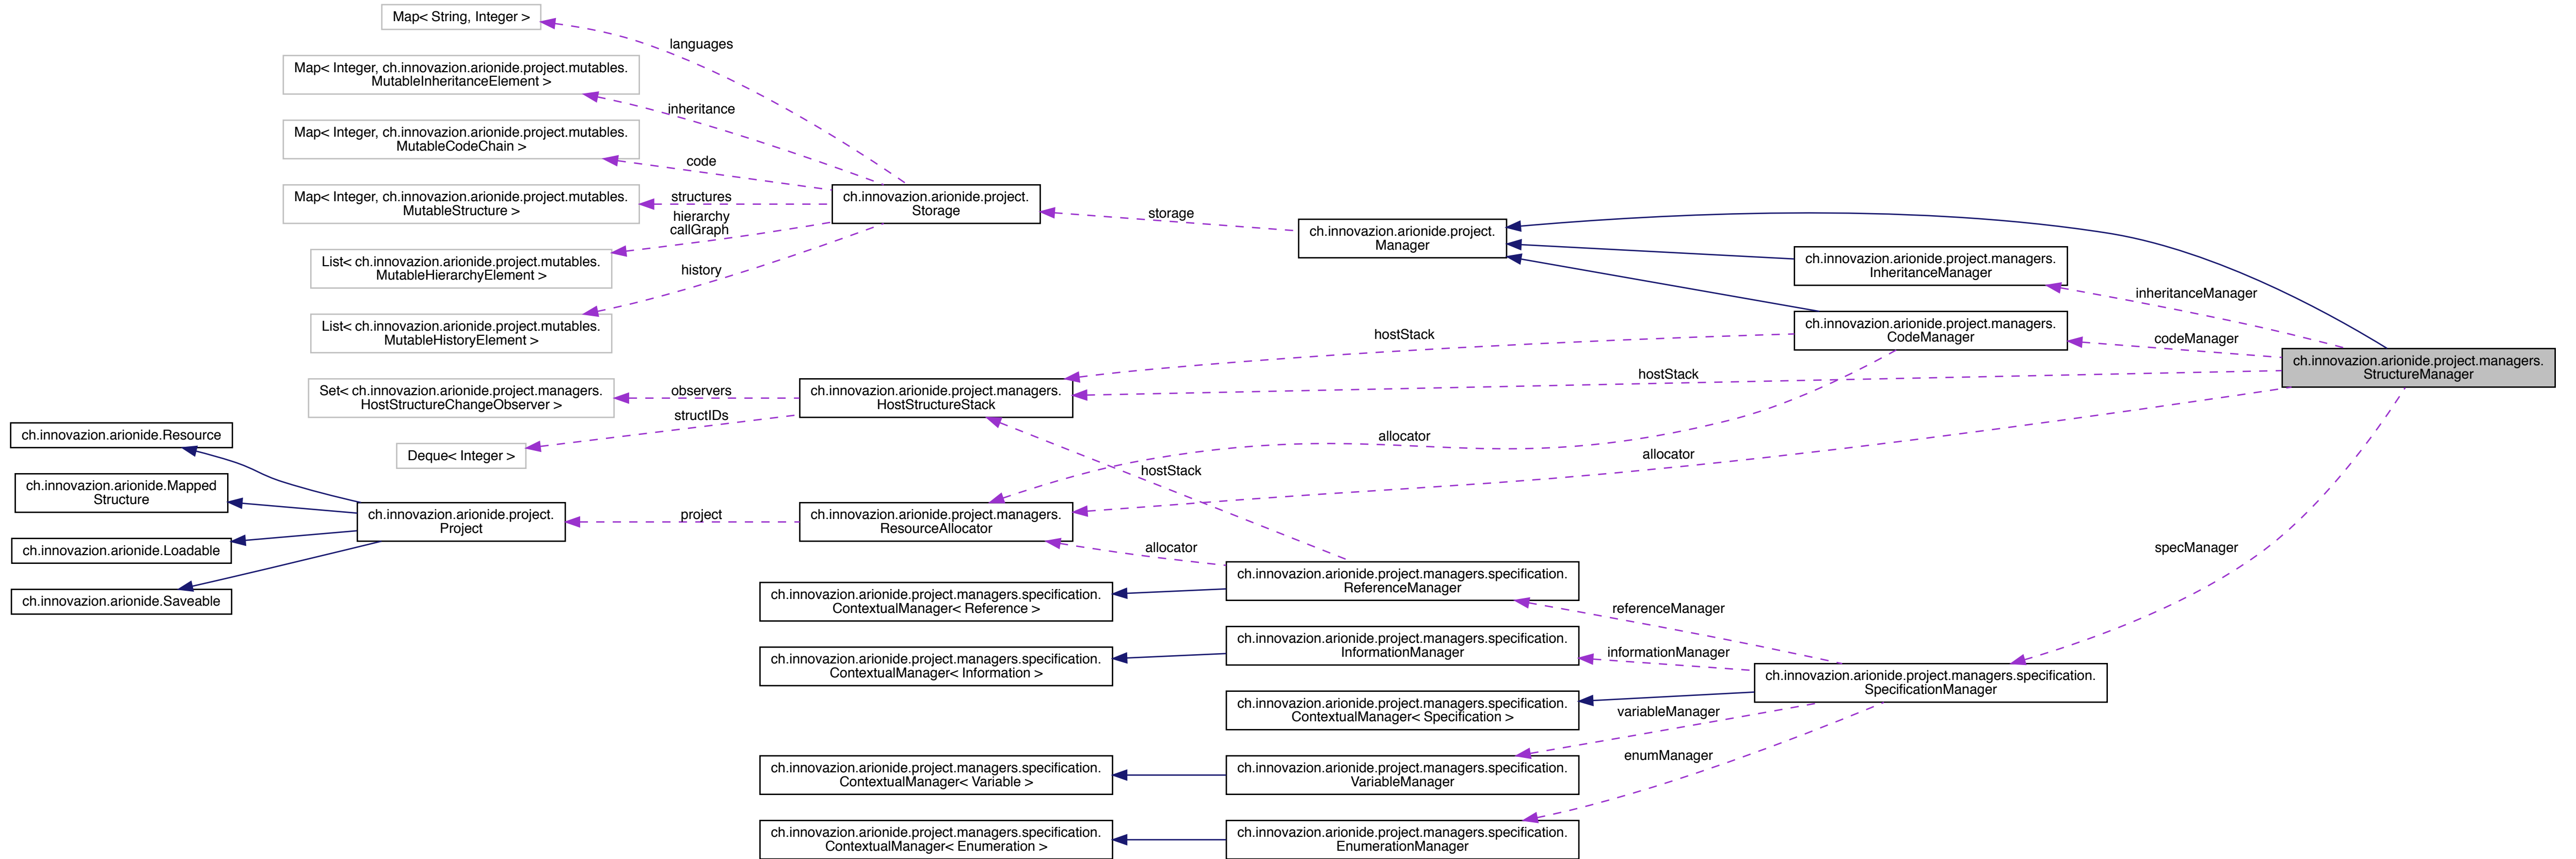 Map< String, Integer >
languages
Map< Integer, ch.innovazion.arionide.project.mutables.
MutableInheritanceElement >
inheritance
Map< Integer, ch.innovazion.arionide.project.mutables.
MutableCodeChain >
code
Map< Integer, ch.innovazion.arionide.project.mutables.
MutableStructure >
structures
hierarchy
callGraph
List< ch.innovazion.arionide.project.mutables.
MutableHierarchyElement >
history
List< ch.innovazion.arionide.project.mutables.
MutableHistoryElement >
ch.innovazion.arionide.project.
Storage
storage
ch.innovazion.arionide.project.
Manager
ch.innovazion.arionide.project.managers.
InheritanceManager
inheritanceManager
ch.innovazion.arionide.project.managers.
CodeManager
codeManager
ch.innovazion.arionide.project.managers.
StructureManager
hostStack
hostStack
Set< ch.innovazion.arionide.project.managers.
HostStructureChangeObserver >
observers
structIDs
ch.innovazion.arionide.project.managers.
HostStructureStack
Deque< Integer >
allocator
allocator
hostStack
ch.innovazion.arionide.Resource
ch.innovazion.arionide.Mapped
Structure
ch.innovazion.arionide.Loadable
ch.innovazion.arionide.Saveable
ch.innovazion.arionide.project.
Project
project
ch.innovazion.arionide.project.managers.
ResourceAllocator
allocator
specManager
ch.innovazion.arionide.project.managers.specification.
ReferenceManager
ch.innovazion.arionide.project.managers.specification.
ContextualManager< Reference >
referenceManager
ch.innovazion.arionide.project.managers.specification.
InformationManager
informationManager
ch.innovazion.arionide.project.managers.specification.
ContextualManager< Information >
ch.innovazion.arionide.project.managers.specification.
SpecificationManager
ch.innovazion.arionide.project.managers.specification.
ContextualManager< Specification >
variableManager
enumManager
ch.innovazion.arionide.project.managers.specification.
ContextualManager< Variable >
ch.innovazion.arionide.project.managers.specification.
VariableManager
ch.innovazion.arionide.project.managers.specification.
ContextualManager< Enumeration >
ch.innovazion.arionide.project.managers.specification.
EnumerationManager